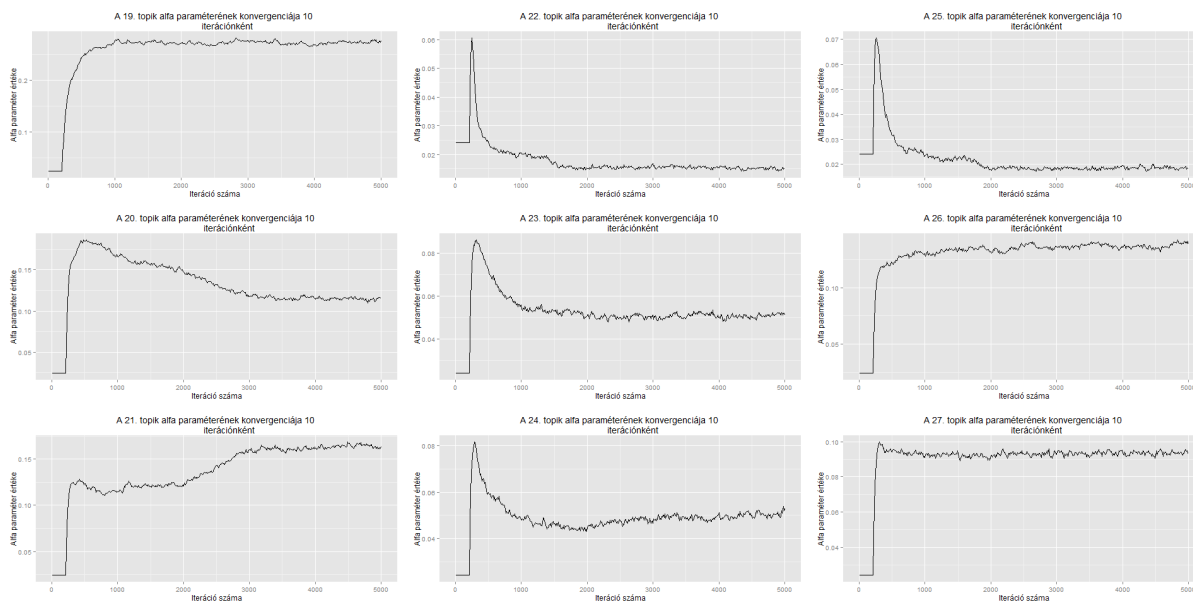 A 19. topik alfa paraméterének konvergenciája 10
iterációnként
Alfa paraméter értéke
0.2
0.1
0 1000 2000 3000 4000 5000
Iteráció száma
A 22. topik alfa paraméterének konvergenciája 10
iterációnként
Alfa paraméter értéke
0.06
0.05
0.04
0.03
0.02
0 1000 2000 3000 4000 5000
Iteráció száma
A 25. topik alfa paraméterének konvergenciája 10
iterációnként
Alfa paraméter értéke
0.07
0.06
0.05
0.04
0.03
0.02
0 1000 2000 3000 4000 5000
Iteráció száma
A 20. topik alfa paraméterének konvergenciája 10
iterációnként
Alfa paraméter értéke
0.15
0.10
0.05
0 1000 2000 3000 4000 5000
Iteráció száma
A 23. topik alfa paraméterének konvergenciája 10
iterációnként
Alfa paraméter értéke
0.08
0.06
0.04
0 1000 2000 3000 4000 5000
Iteráció száma
A 26. topik alfa paraméterének konvergenciája 10
iterációnként
Alfa paraméter értéke
0.10
0.05
0 1000 2000 3000 4000 5000
Iteráció száma
A 21. topik alfa paraméterének konvergenciája 10
iterációnként
Alfa paraméter értéke
0.15
0.10
0.05
0 1000 2000 3000 4000 5000
Iteráció száma
A 24. topik alfa paraméterének konvergenciája 10
iterációnként
Alfa paraméter értéke
0.08
0.06
0.04
0 1000 2000 3000 4000 5000
Iteráció száma
A 27. topik alfa paraméterének konvergenciája 10
iterációnként
Alfa paraméter értéke
0.10
0.08
0.06
0.04
0 1000 2000 3000 4000 5000
Iteráció száma